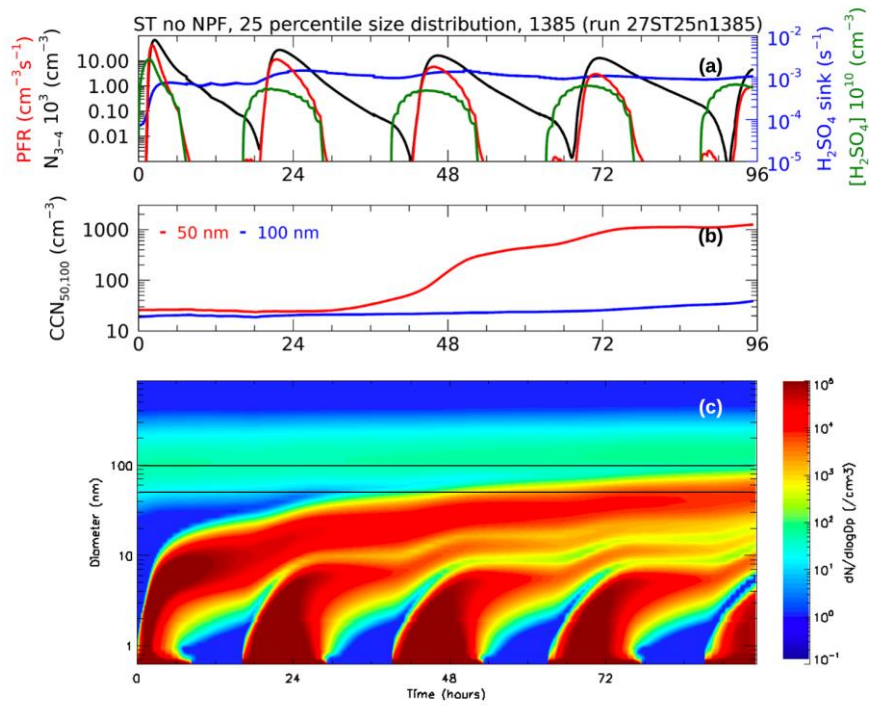 ST no NPF, 25 percentile size distribution, 1385 (run 27ST25n1385)
PFR (cm⁻³s⁻¹)
N₃₋₄ 10³ (cm⁻³)
10.00
1.00
0.10
0.01
(a)
10⁻²
10⁻³
10⁻⁴
10⁻⁵
H₂SO₄ sink (s⁻¹)
[H₂SO₄] 10¹⁰ (cm⁻³)
0 24 48 72 96
CCN₅₀,₁₀₀ (cm⁻³)
1000
100
10
50 nm 100 nm
(b)
0 24 48 72 96
Diameter (nm)
100
10
1
(c)
0 24 48 72
Time (hours)
10⁵
10⁴
10³
10²
10¹
10⁰
10⁻¹
dN/dlogDp (/cm3)